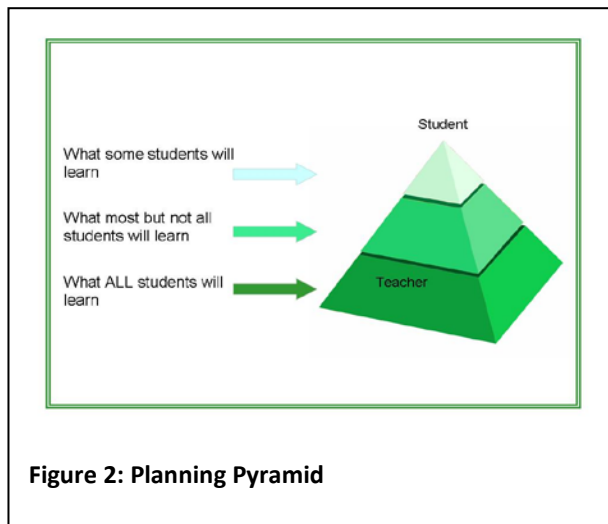 Student
What some students will
learn
What most but not all
students will learn
What ALL students will
learn
Teacher
Figure 2: Planning Pyramid